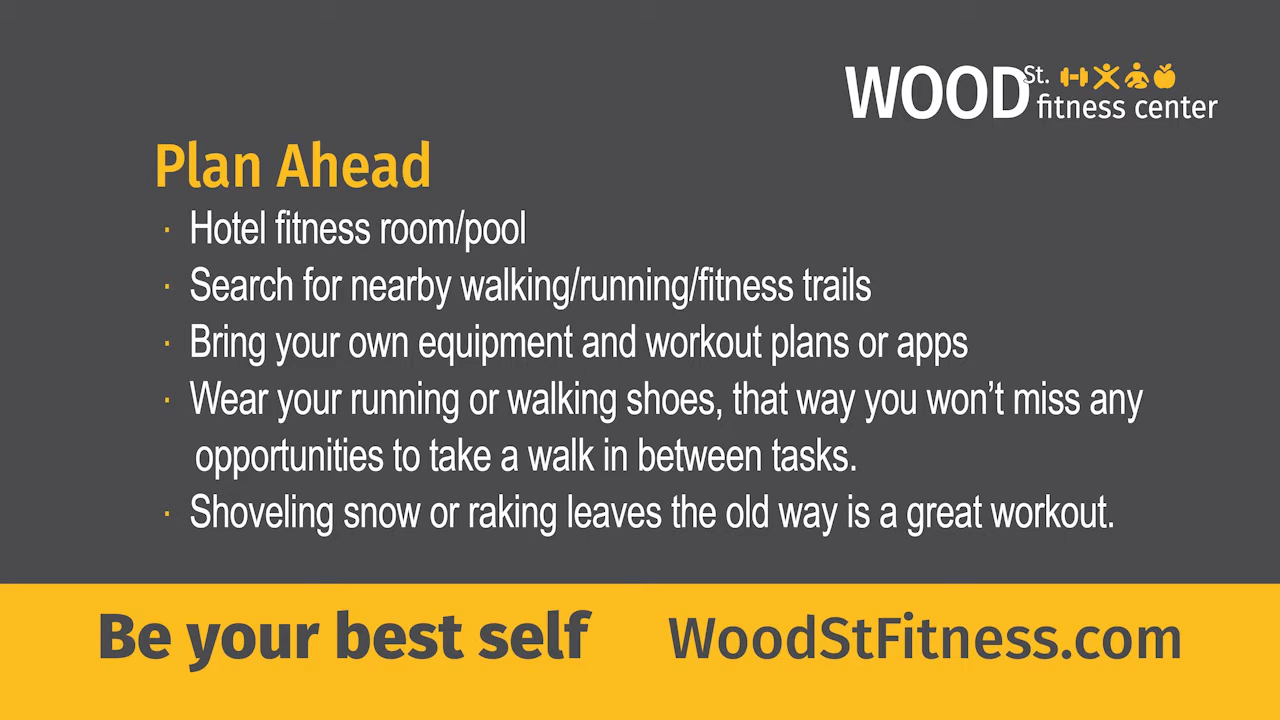 WOOD St.
fitness center
Plan Ahead
· Hotel fitness room/pool
· Search for nearby walking/running/fitness trails
· Bring your own equipment and workout plans or apps
· Wear your running or walking shoes, that way you won’t miss any
opportunities to take a walk in between tasks.
· Shoveling snow or raking leaves the old way is a great workout.
Be your best self WoodStFitness.com